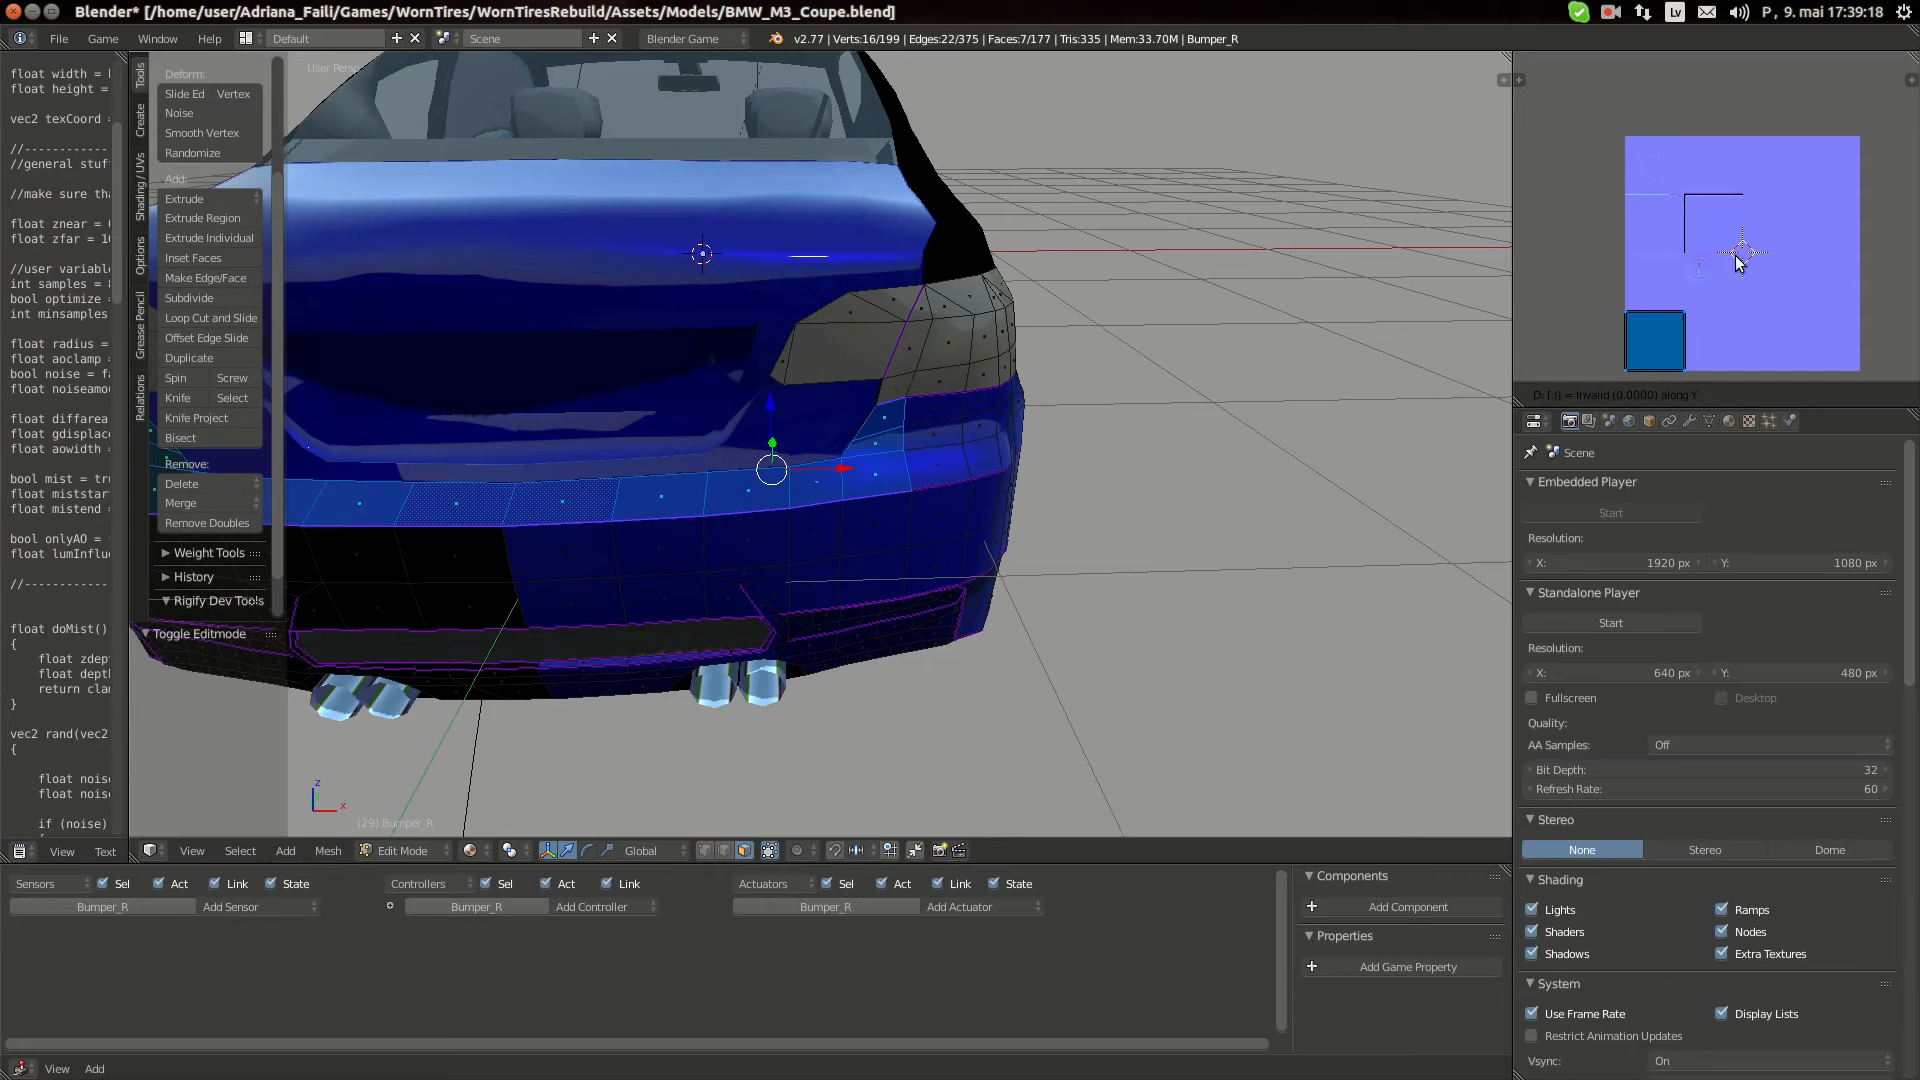 Blender* [/home/user/Adriana_Faili/Games/WornTires/WornTiresRebuild/Assets/Models/BMW_M3_Coupe.blend]
Lv
P , 9. mai 17:39:18
File Game Window Help
Default
Scene
Blender Game
v2.77 | Verts:16/199 | Edges:22/375 | Faces:7/177 | Tris:335 | Mem:33.70M | Bumper_R
float width =
float height =
vec2 texCoord =
//------------
//general stuf
//make sure tha
float znear =
float zfar = 
//user variabl
int samples =
bool optimize =
int minsamples
float radius =
float aoclamp =
bool noise = fa
float noiseamo
float diffarea
float gdisplace
float aowidth =
bool mist = tru
float miststar
float mistend =
bool onlyAO =
float lumInflu
//------------
float doMist()
{
float zdep
float dept
return cla
}
vec2 rand(vec2
{
float nois
float nois
if (noise)
Tools
Create
Shading / UVs
Options
Grease Pencil
Relations
User Persp
Deform:
Slide Ed Vertex
Noise
Smooth Vertex
Randomize
Add:
Extrude
Extrude Region
Extrude Individual
Inset Faces
Make Edge/Face
Subdivide
Loop Cut and Slide
Offset Edge Slide
Duplicate
Spin Screw
Knife Select
Knife Project
Bisect
Remove:
Delete
Merge
Remove Doubles
Weight Tools
History
Rigify Dev Tools
Toggle Editmode
z
x
(29) Bumper_R
D: [.|] = Invalid (0.0000) along Y
Scene
Embedded Player
Start
Resolution:
X: 1920 px Y: 1080 px
Standalone Player
Start
Resolution:
X: 640 px Y: 480 px
Fullscreen Desktop
Quality:
AA Samples: Off
Bit Depth: 32
Refresh Rate: 60
Stereo
None Stereo Dome
Shading
Lights Ramps
Shaders Nodes
Shadows Extra Textures
System
Use Frame Rate Display Lists
Restrict Animation Updates
Vsync: On
View Text
View Select Add Mesh Edit Mode Global
Sensors Sel Act Link State
Bumper_R Add Sensor
Controllers Sel Act Link
Bumper_R Add Controller
Actuators Sel Act Link State
Bumper_R Add Actuator
Components
Add Component
Properties
Add Game Property
View Add